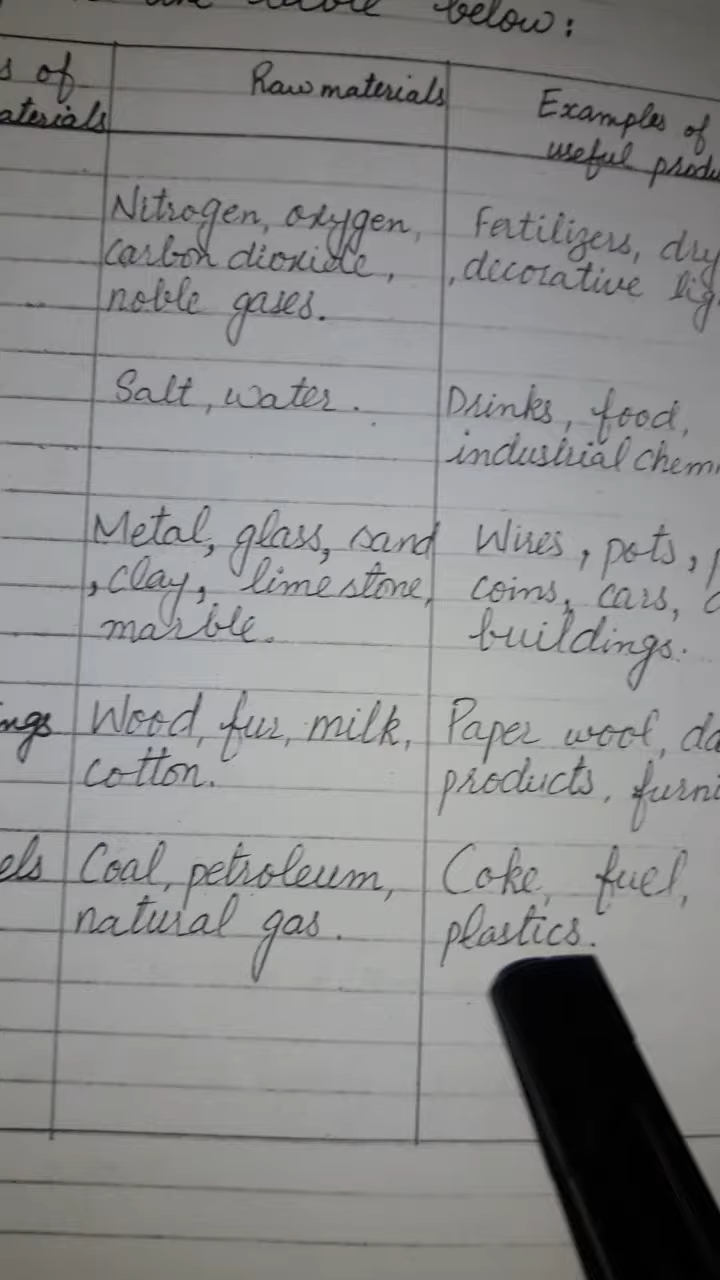 below:
s of
aterials
Raw materials
Examples of
useful produ
Nitrogen, oxygen,
carbon dioxide,
noble gases.
Fertilizers, dry
, decorative lig
Salt, water.
Drinks, food,
industrial chem
Metal, glass, sand
, clay, limestone,
marble.
Wires, pots,
coins, cars,
buildings.
ngs
Wood, fur, milk,
cotton.
Paper wool, da
products, furni
els
Coal, petroleum,
natural gas.
Coke, fuel,
plastics.